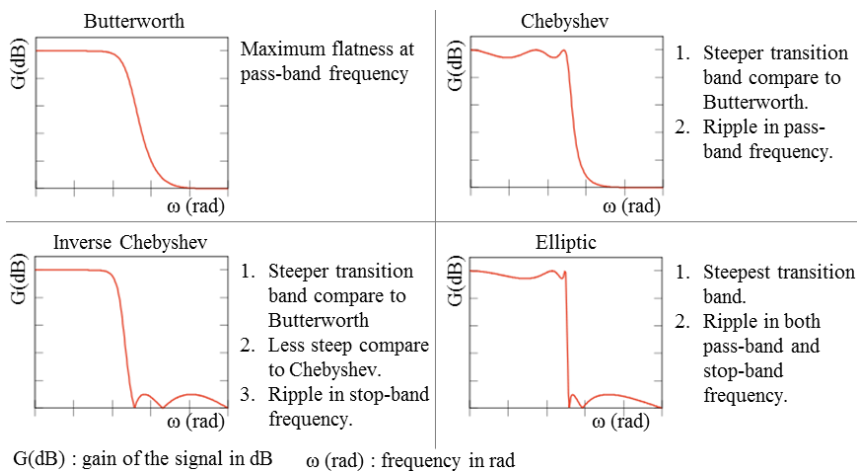 Butterworth
G(dB)
ω (rad)
Maximum flatness at
pass-band frequency
Chebyshev
G(dB)
ω (rad)
1. Steeper transition
band compare to
Butterworth.
2. Ripple in pass-
band frequency.
Inverse Chebyshev
G(dB)
ω (rad)
1. Steeper transition
band compare to
Butterworth
2. Less steep compare
to Chebyshev.
3. Ripple in stop-band
frequency.
Elliptic
G(dB)
ω (rad)
1. Steepest transition
band.
2. Ripple in both
pass-band and
stop-band
frequency.
G(dB) : gain of the signal in dB ω (rad) : frequency in rad